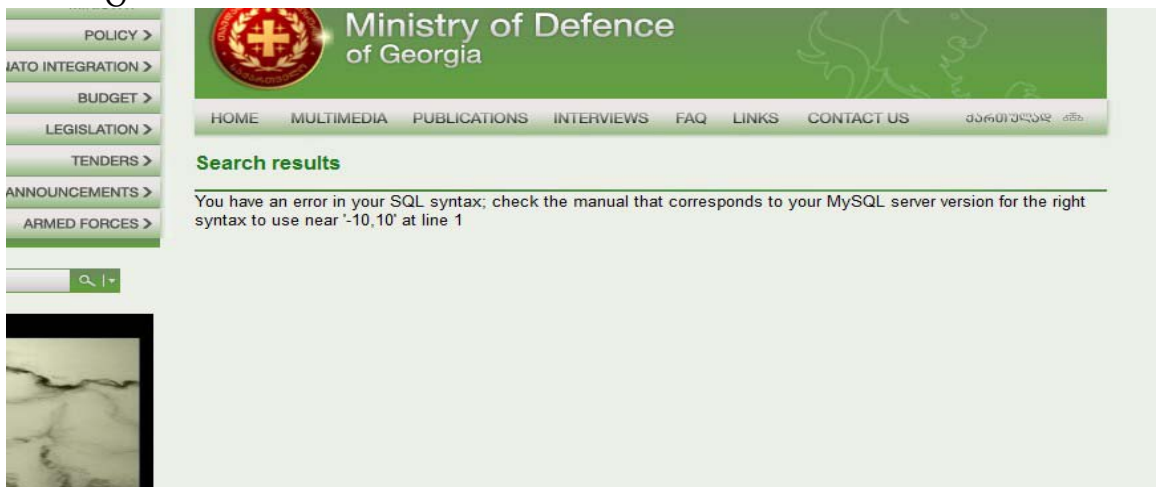 POLICY >
NATO INTEGRATION >
BUDGET >
LEGISLATION >
TENDERS >
ANNOUNCEMENTS >
ARMED FORCES >
Ministry of Defence
of Georgia
HOME MULTIMEDIA PUBLICATIONS INTERVIEWS FAQ LINKS CONTACT US ქართულად
Search results
You have an error in your SQL syntax; check the manual that corresponds to your MySQL server version for the right
syntax to use near '-10,10' at line 1